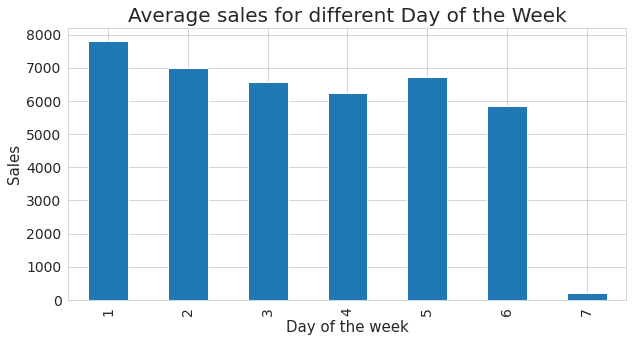 Average sales for different Day of the Week
Sales
8000
7000
6000
5000
4000
3000
2000
1000
0
1 2 3 4 5 6 7
Day of the week